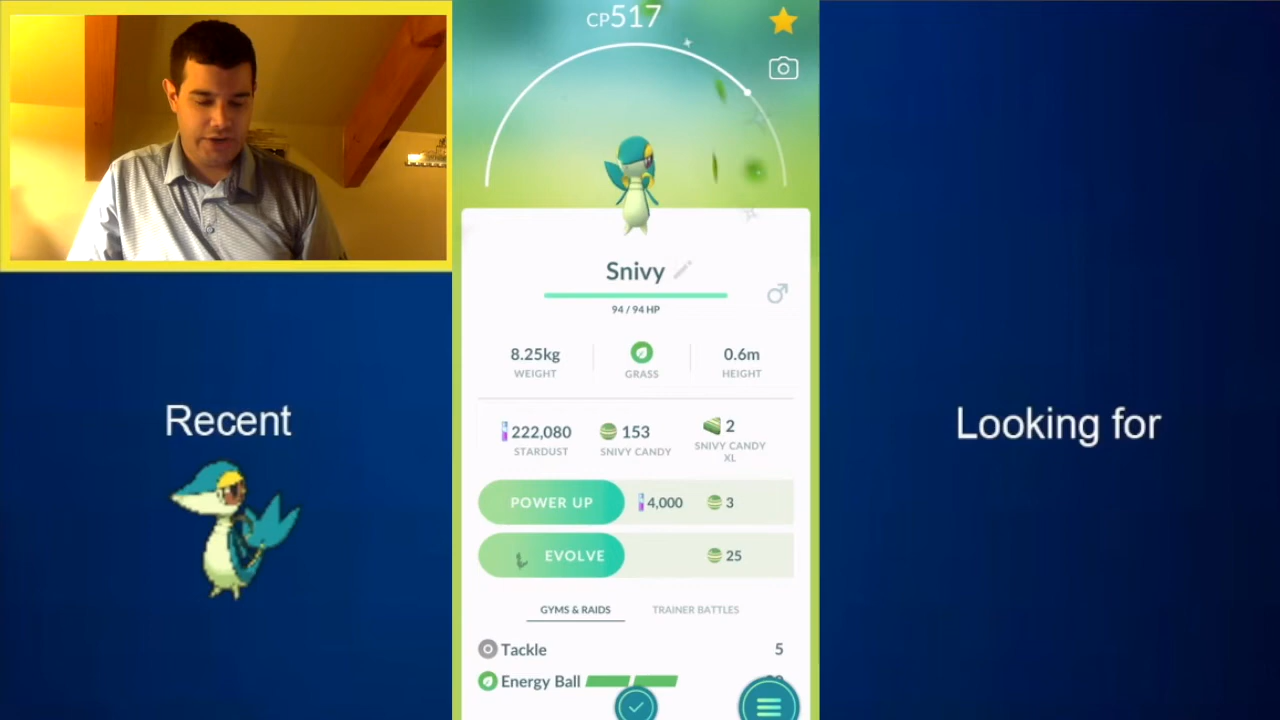 CP517
Snivy
94 / 94 HP
8.25kg
WEIGHT
GRASS
0.6m
HEIGHT
222,080
STARDUST
153
SNIVY CANDY
2
SNIVY CANDY
XL
POWER UP
4,000
3
EVOLVE
25
GYMS & RAIDS
TRAINER BATTLES
Tackle
5
Energy Ball
Recent
Looking for